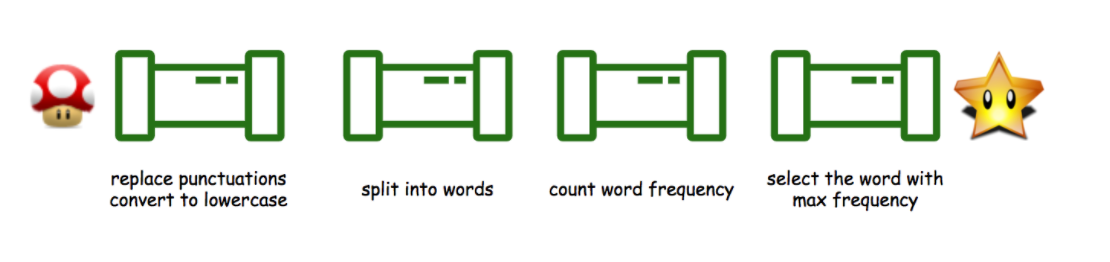 replace punctuations
convert to lowercase
split into words
count word frequency
select the word with
max frequency